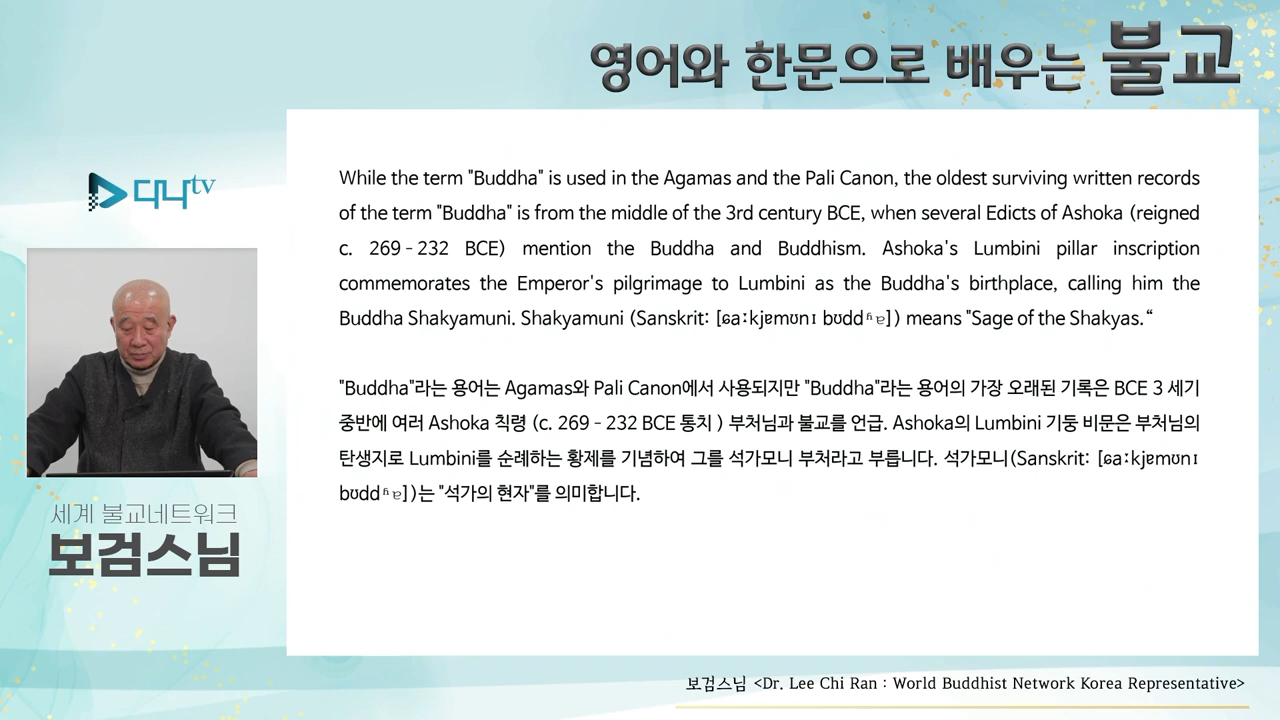 영어와 한문으로 배우는 불교
디나tv
While the term "Buddha" is used in the Agamas and the Pali Canon, the oldest surviving written records
of the term "Buddha" is from the middle of the 3rd century BCE, when several Edicts of Ashoka (reigned
c. 269 - 232 BCE) mention the Buddha and Buddhism. Ashoka's Lumbini pillar inscription
commemorates the Emperor's pilgrimage to Lumbini as the Buddha's birthplace, calling him the
Buddha Shakyamuni. Shakyamuni (Sanskrit: [ɕaːkjɐmʊnɪ bʊddʱɐ]) means "Sage of the Shakyas.“
"Buddha"라는 용어는 Agamas와 Pali Canon에서 사용되지만 "Buddha"라는 용어의 가장 오래된 기록은 BCE 3 세기
중반에 여러 Ashoka 칙령 (c. 269 - 232 BCE 통치 ) 부처님과 불교를 언급. Ashoka의 Lumbini 기둥 비문은 부처님의
탄생지로 Lumbini를 순례하는 황제를 기념하여 그를 석가모니 부처라고 부릅니다. 석가모니(Sanskrit: [ɕaːkjɐmʊnɪ
bʊddʱɐ])는 "석가의 현자"를 의미합니다.
세계 불교네트워크
보검스님
보검스님 <Dr. Lee Chi Ran : World Buddhist Network Korea Representative>